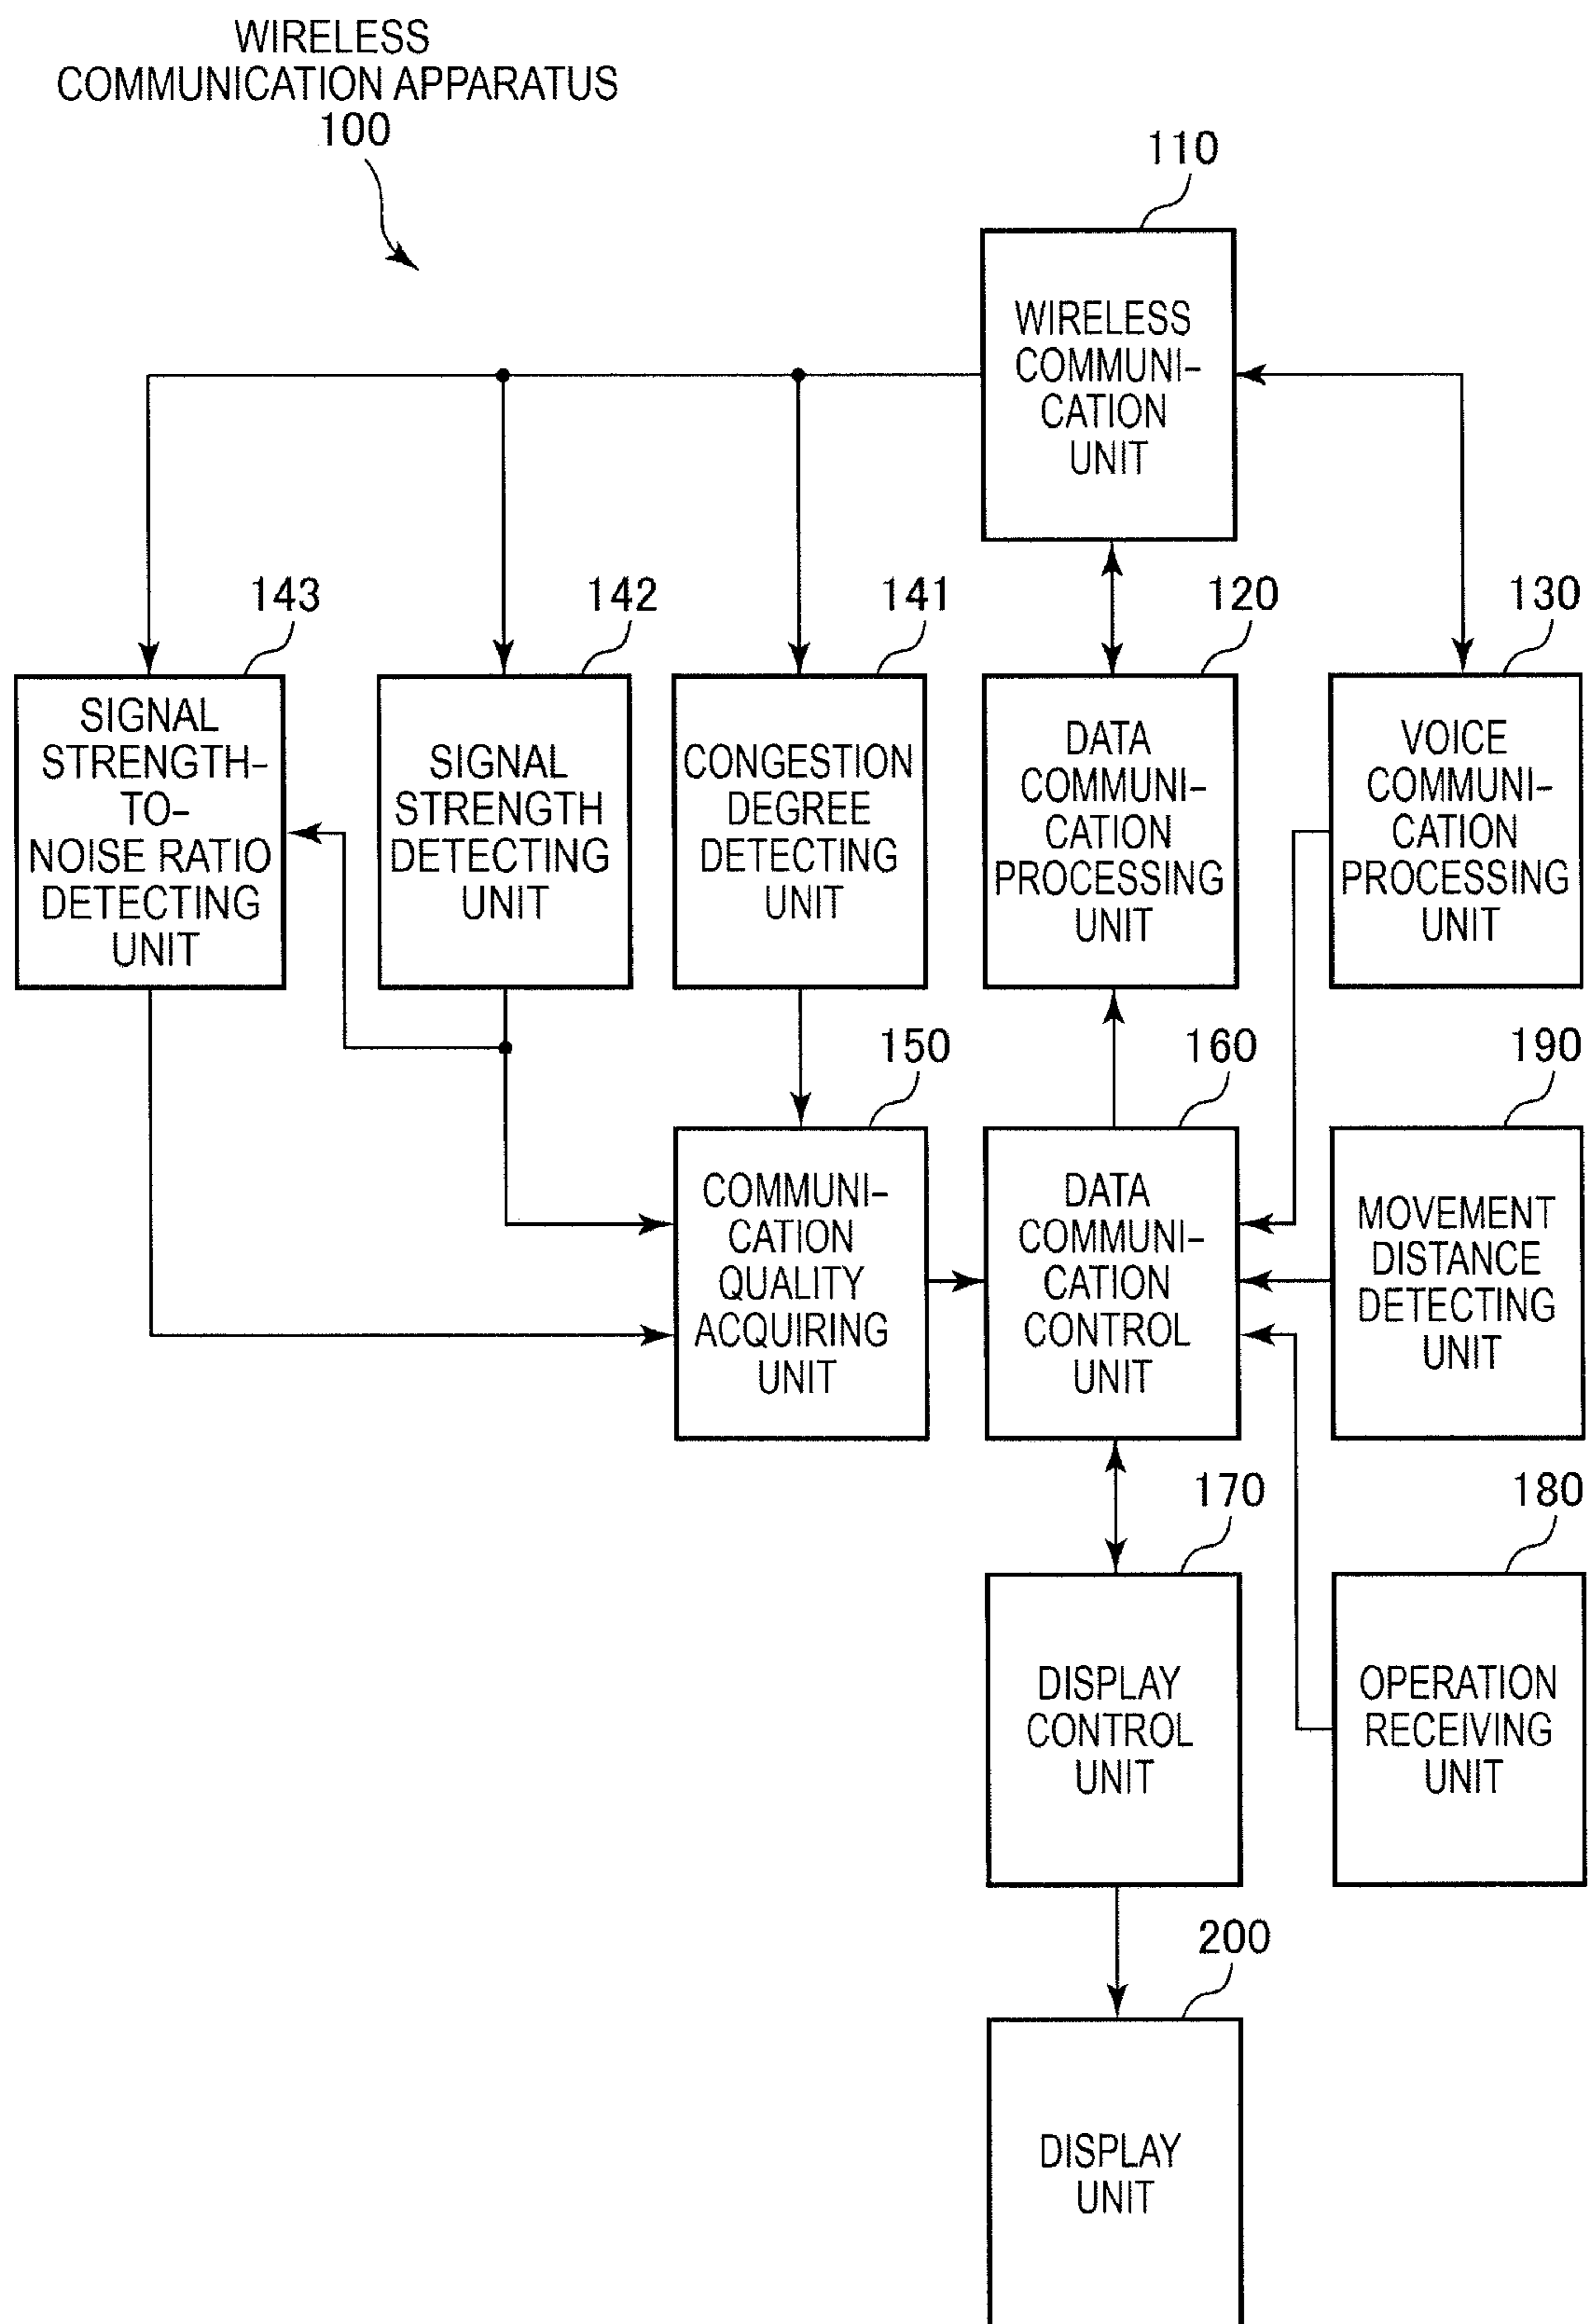 WIRELESS
COMMUNICATION APPARATUS
100
110
WIRELESS
COMMUNI-
CATION
UNIT
143
142
141
120
130
SIGNAL
STRENGTH-
TO-
NOISE RATIO
DETECTING
UNIT
SIGNAL
STRENGTH
DETECTING
UNIT
CONGESTION
DEGREE
DETECTING
UNIT
DATA
COMMUNI-
CATION
PROCESSING
UNIT
VOICE
COMMUNI-
CATION
PROCESSING
UNIT
150
160
190
COMMUNI-
CATION
QUALITY
ACQUIRING
UNIT
DATA
COMMUNI-
CATION
CONTROL
UNIT
MOVEMENT
DISTANCE
DETECTING
UNIT
170
180
DISPLAY
CONTROL
UNIT
OPERATION
RECEIVING
UNIT
200
DISPLAY
UNIT